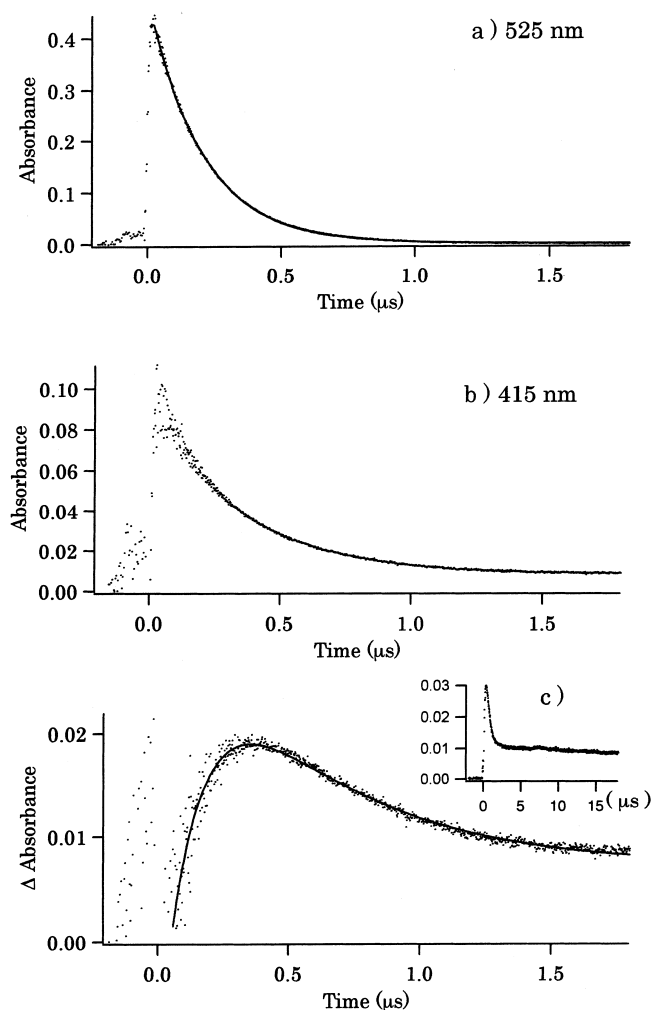 a ) 525 nm
0.4
0.3
0.2
0.1
0.0
Absorbance
0.0 0.5 1.0 1.5
Time (μs)
b ) 415 nm
0.10
0.08
0.06
0.04
0.02
0.00
Absorbance
0.0 0.5 1.0 1.5
Time (μs)
c )
0.03
0.02
0.01
0.00
0 5 10 15 ( μs )
0.02
0.01
0.00
Δ Absorbance
0.0 0.5 1.0 1.5
Time (μs)